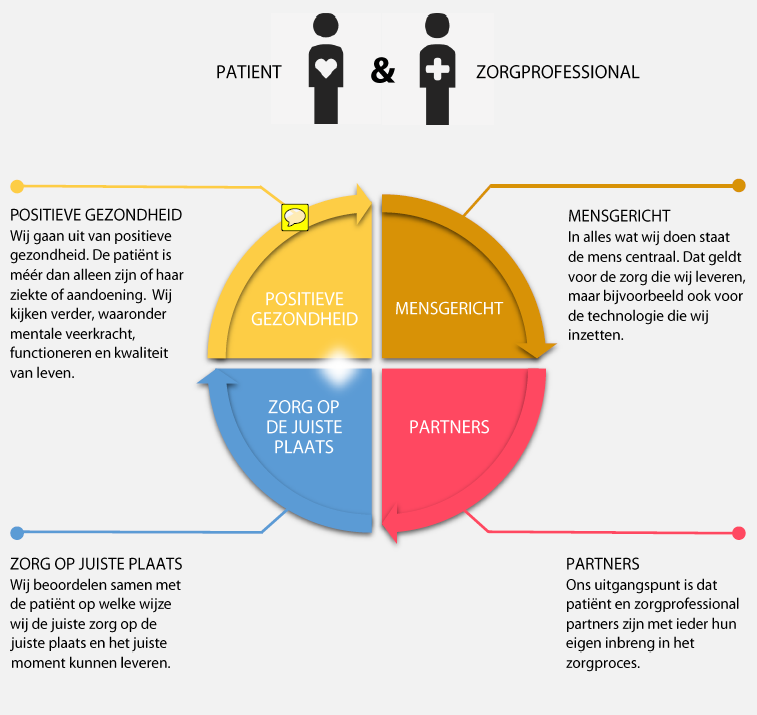 PATIENT & ZORGPROFESSIONAL
POSITIEVE GEZONDHEID
Wij gaan uit van positieve
gezondheid. De patiënt is
méér dan alleen zijn of haar
ziekte of aandoening. Wij
kijken verder, waaronder
mentale veerkracht,
functioneren en kwaliteit
van leven.
MENSGERICHT
In alles wat wij doen staat
de mens centraal. Dat geldt
voor de zorg die wij leveren,
maar bijvoorbeeld ook voor
de technologie die wij
inzetten.
POSITIEVE
GEZONDHEID
MENSGERICHT
ZORG OP
DE JUISTE
PLAATS
PARTNERS
ZORG OP JUISTE PLAATS
Wij beoordelen samen met
de patiënt op welke wijze
wij de juiste zorg op de
juiste plaats en het juiste
moment kunnen leveren.
PARTNERS
Ons uitgangspunt is dat
patiënt en zorgprofessional
partners zijn met ieder hun
eigen inbreng in het
zorgproces.